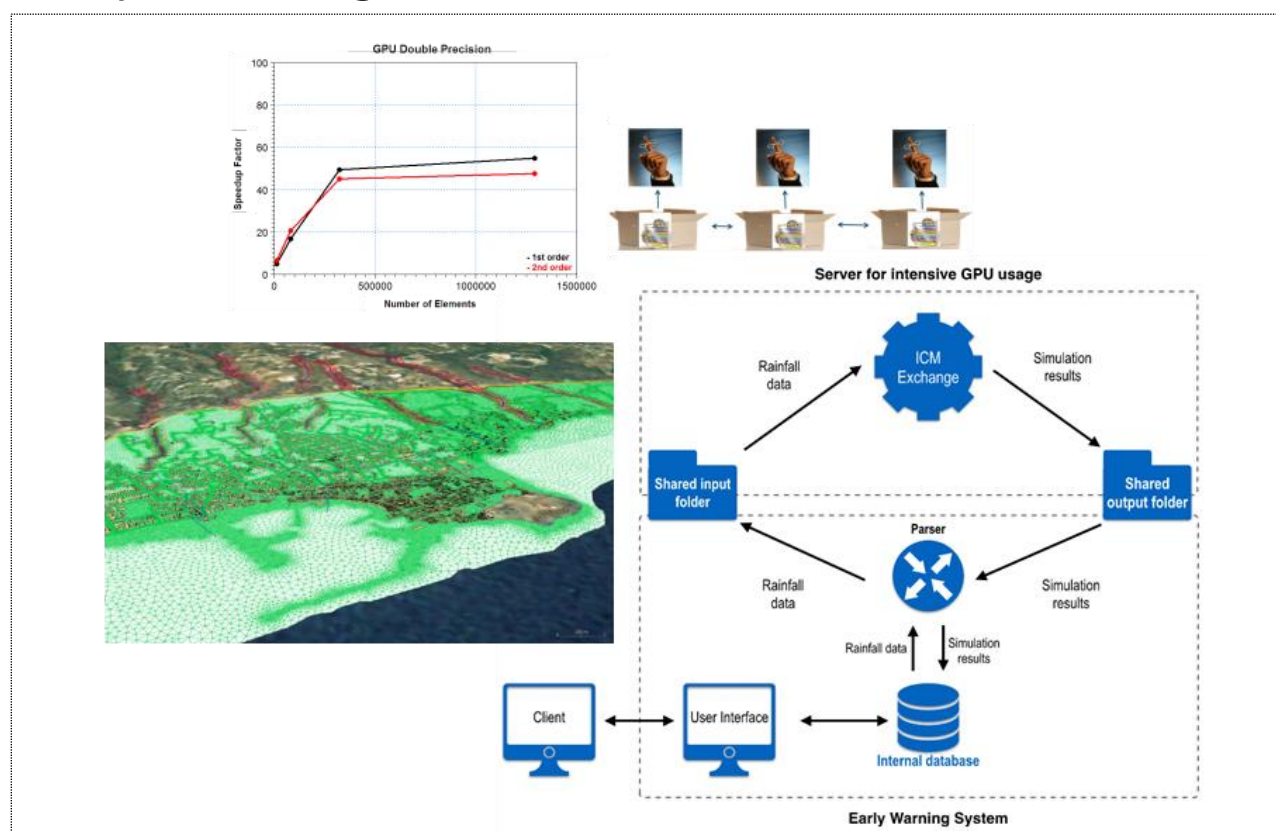 GPU Double Precision
100
80
60
40
20
0
Speedup Factor
- 1st order
- 2nd order
0
500000
1000000
1500000
Number of Elements
Server for intensive GPU usage
ICM
Exchange
Rainfall
data
Simulation
results
Shared input
folder
Shared
output folder
Parser
Rainfall
data
Simulation
results
Rainfall data
Simulation
results
Client
User Interface
Internal database
Early Warning System